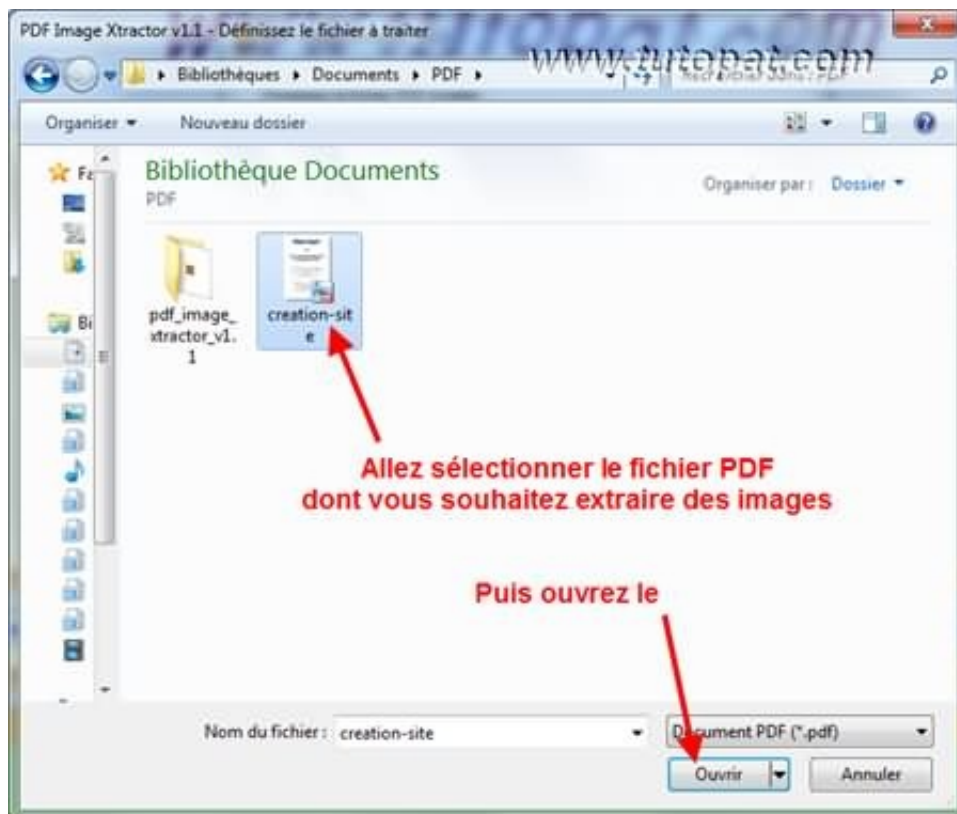 PDF Image Xtractor v1.1 - Définissez le fichier à traiter
www.tutopat.com
Bibliothèques ▸ Documents ▸ PDF ▸
Organiser Nouveau dossier
Bibliothèque Documents
PDF
Organiser par : Dossier
Fa
Bi
pdf_image_
xtractor_v1.
1
creation-sit
e
Allez sélectionner le fichier PDF
dont vous souhaitez extraire des images
Puis ouvrez le
Nom du fichier : creation-site
Document PDF (*.pdf)
Ouvrir Annuler